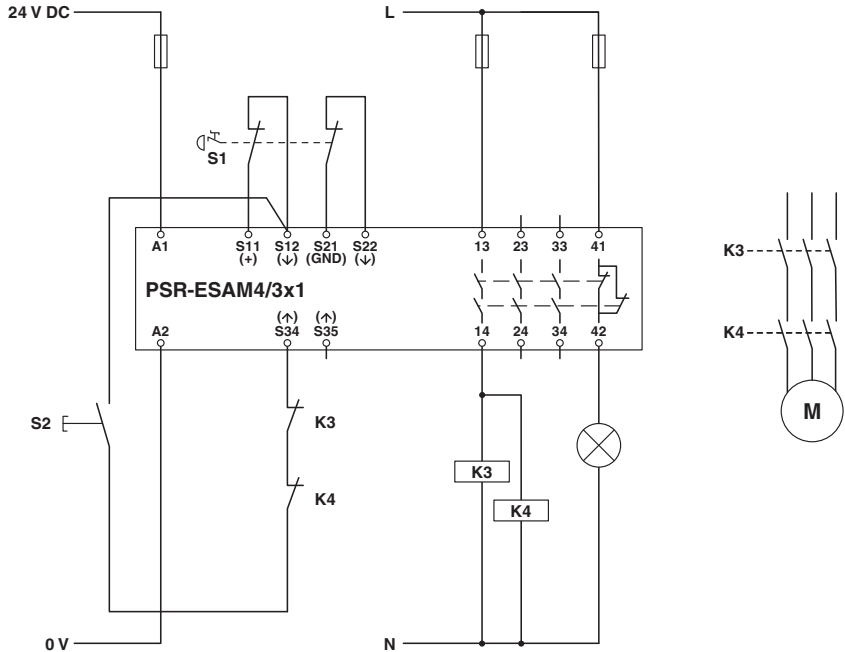 24 V DC
L
S1
A1 S11 S12 S21 S22 13 23 33 41
(+) (↓) (GND) (↓)
PSR-ESAM4/3x1
(↑) (↑)
A2 S34 S35 14 24 34 42
K3
K4
M
S2
K3
K4
K3
K4
0 V
N